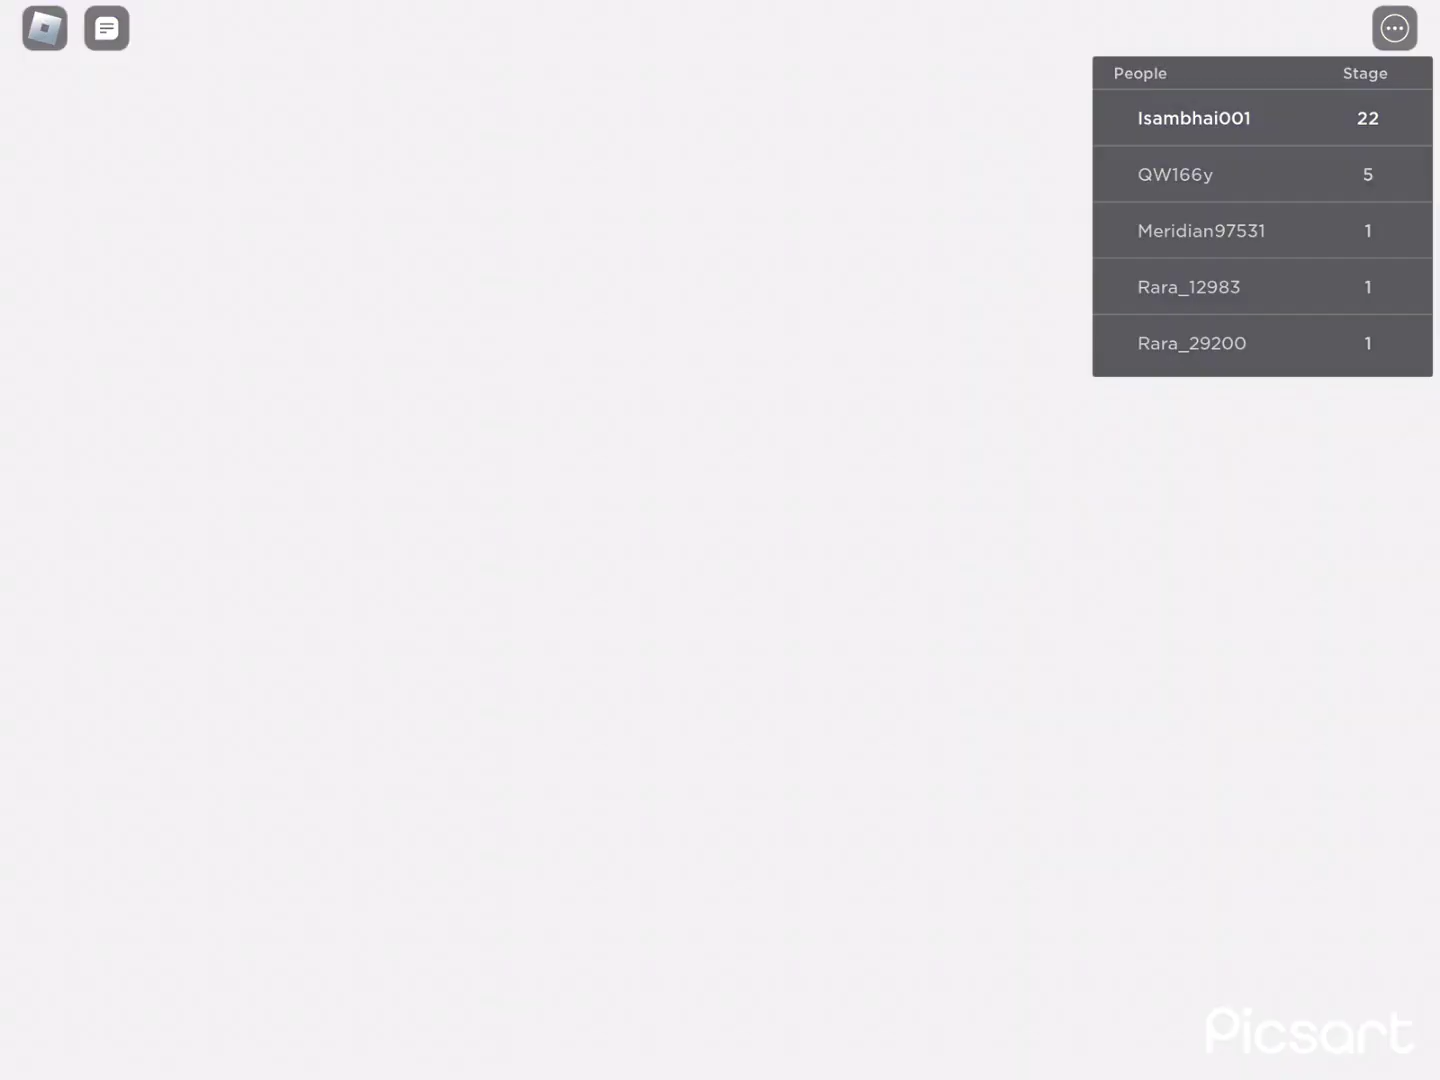 People Stage
Isambhai001 22
QW166y 5
Meridian97531 1
Rara_12983 1
Rara_29200 1
Picsart